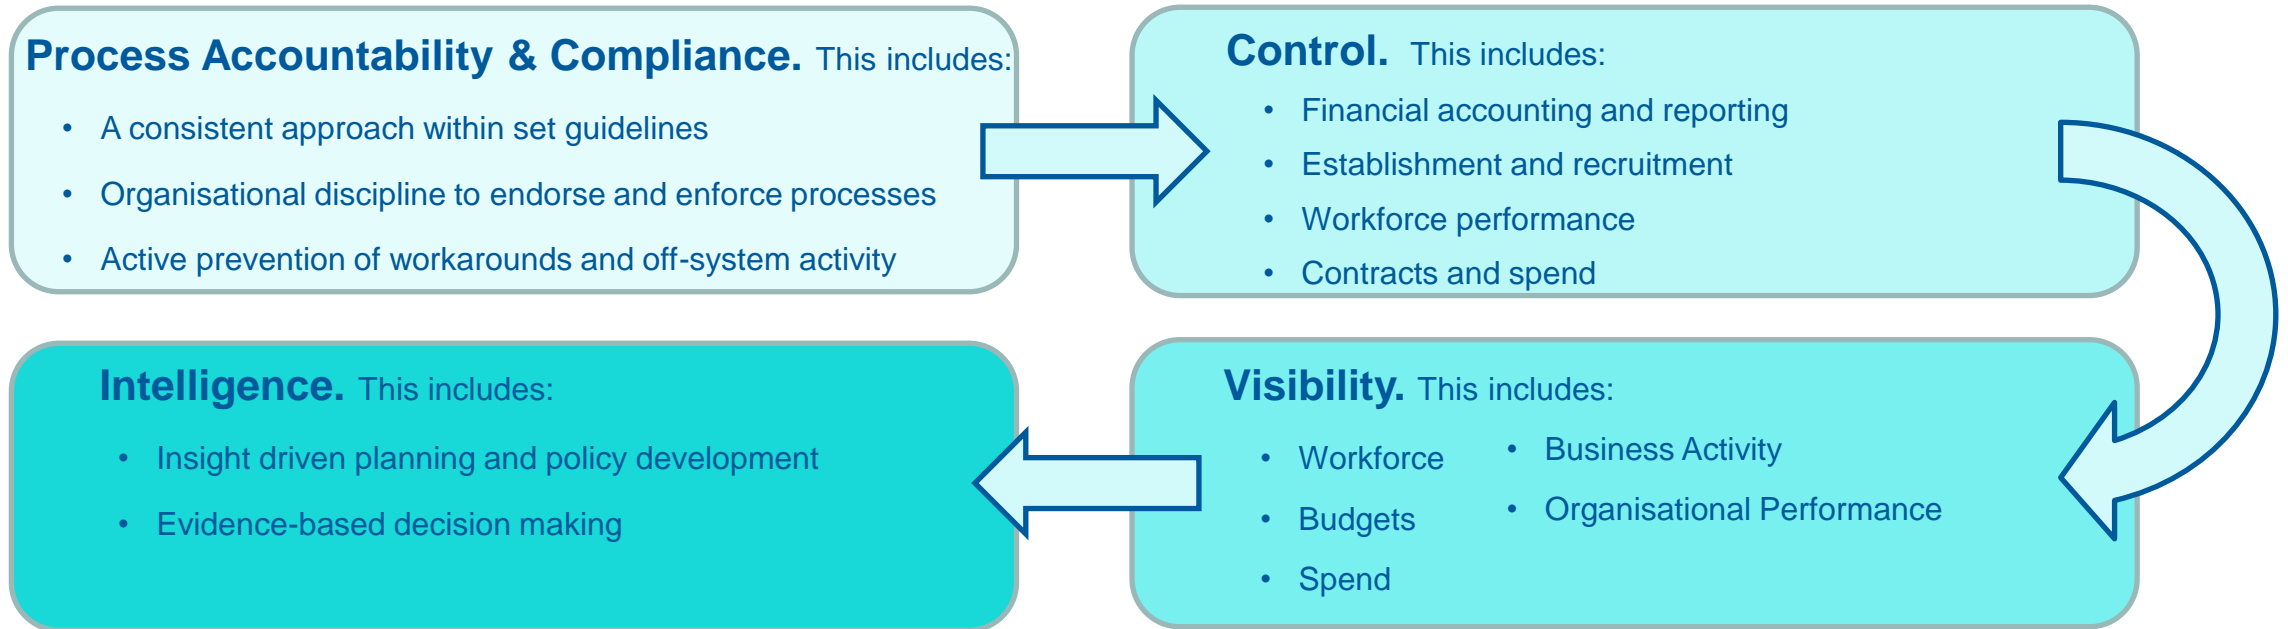 Process Accountability & Compliance. This includes:
• A consistent approach within set guidelines
• Organisational discipline to endorse and enforce processes
• Active prevention of workarounds and off-system activity
Control. This includes:
• Financial accounting and reporting
• Establishment and recruitment
• Workforce performance
• Contracts and spend
Visibility. This includes:
• Workforce
• Budgets
• Spend
• Business Activity
• Organisational Performance
Intelligence. This includes:
• Insight driven planning and policy development
• Evidence-based decision making